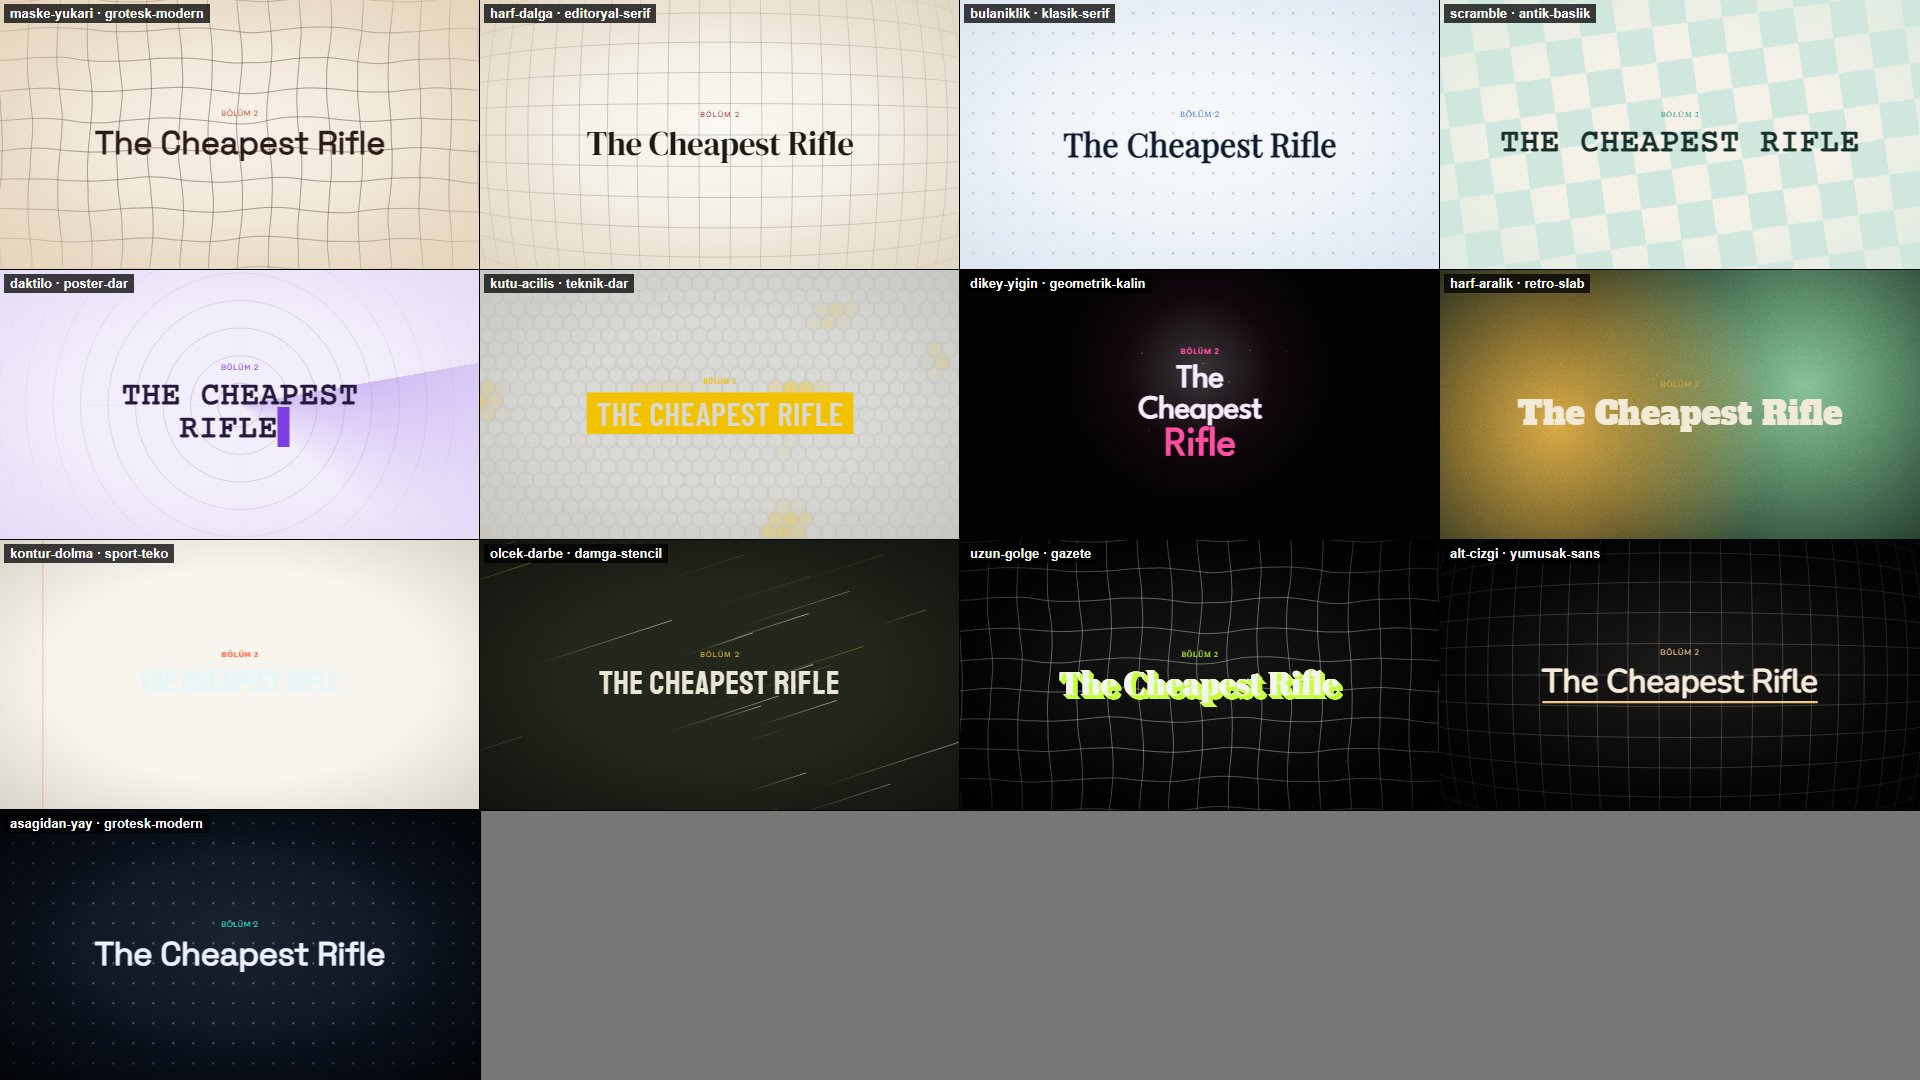 maske-yukari · grotesk-modern
BÖLÜM 2
The Cheapest Rifle
harf-dalga · editoryal-serif
BÖLÜM 2
The Cheapest Rifle
bulaniklik · klasik-serif
BÖLÜM 2
The Cheapest Rifle
scramble · antik-baslik
BÖLÜM 2
THE CHEAPEST RIFLE
daktilo · poster-dar
BÖLÜM 2
THE CHEAPEST
RIFLE
kutu-acilis · teknik-dar
BÖLÜM 2
THE CHEAPEST RIFLE
dikey-yigin · geometrik-kalin
BÖLÜM 2
The
Cheapest
Rifle
harf-aralik · retro-slab
BÖLÜM 2
The Cheapest Rifle
kontur-dolma · sport-teko
BÖLÜM 2
THE CHEAPEST RIFLE
olcek-darbe · damga-stencil
BÖLÜM 2
THE CHEAPEST RIFLE
uzun-golge · gazete
BÖLÜM 2
The Cheapest Rifle
alt-cizgi · yumusak-sans
BÖLÜM 2
The Cheapest Rifle
asagidan-yay · grotesk-modern
BÖLÜM 2
The Cheapest Rifle